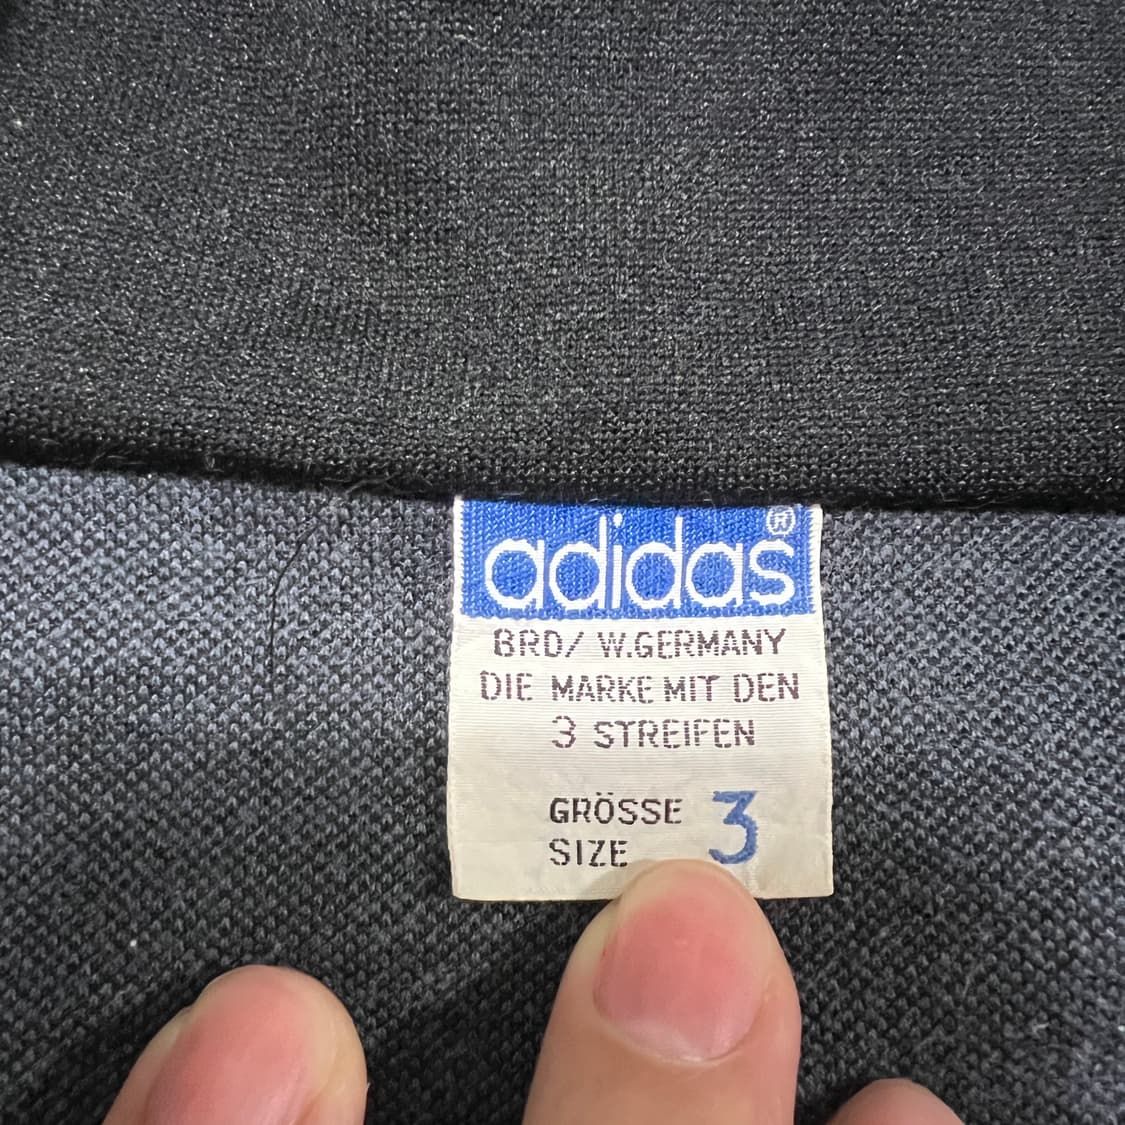 adidas®
BRD/ W.GERMANY
DIE MARKE MIT DEN
3 STREIFEN
GRÖSSE 3
SIZE